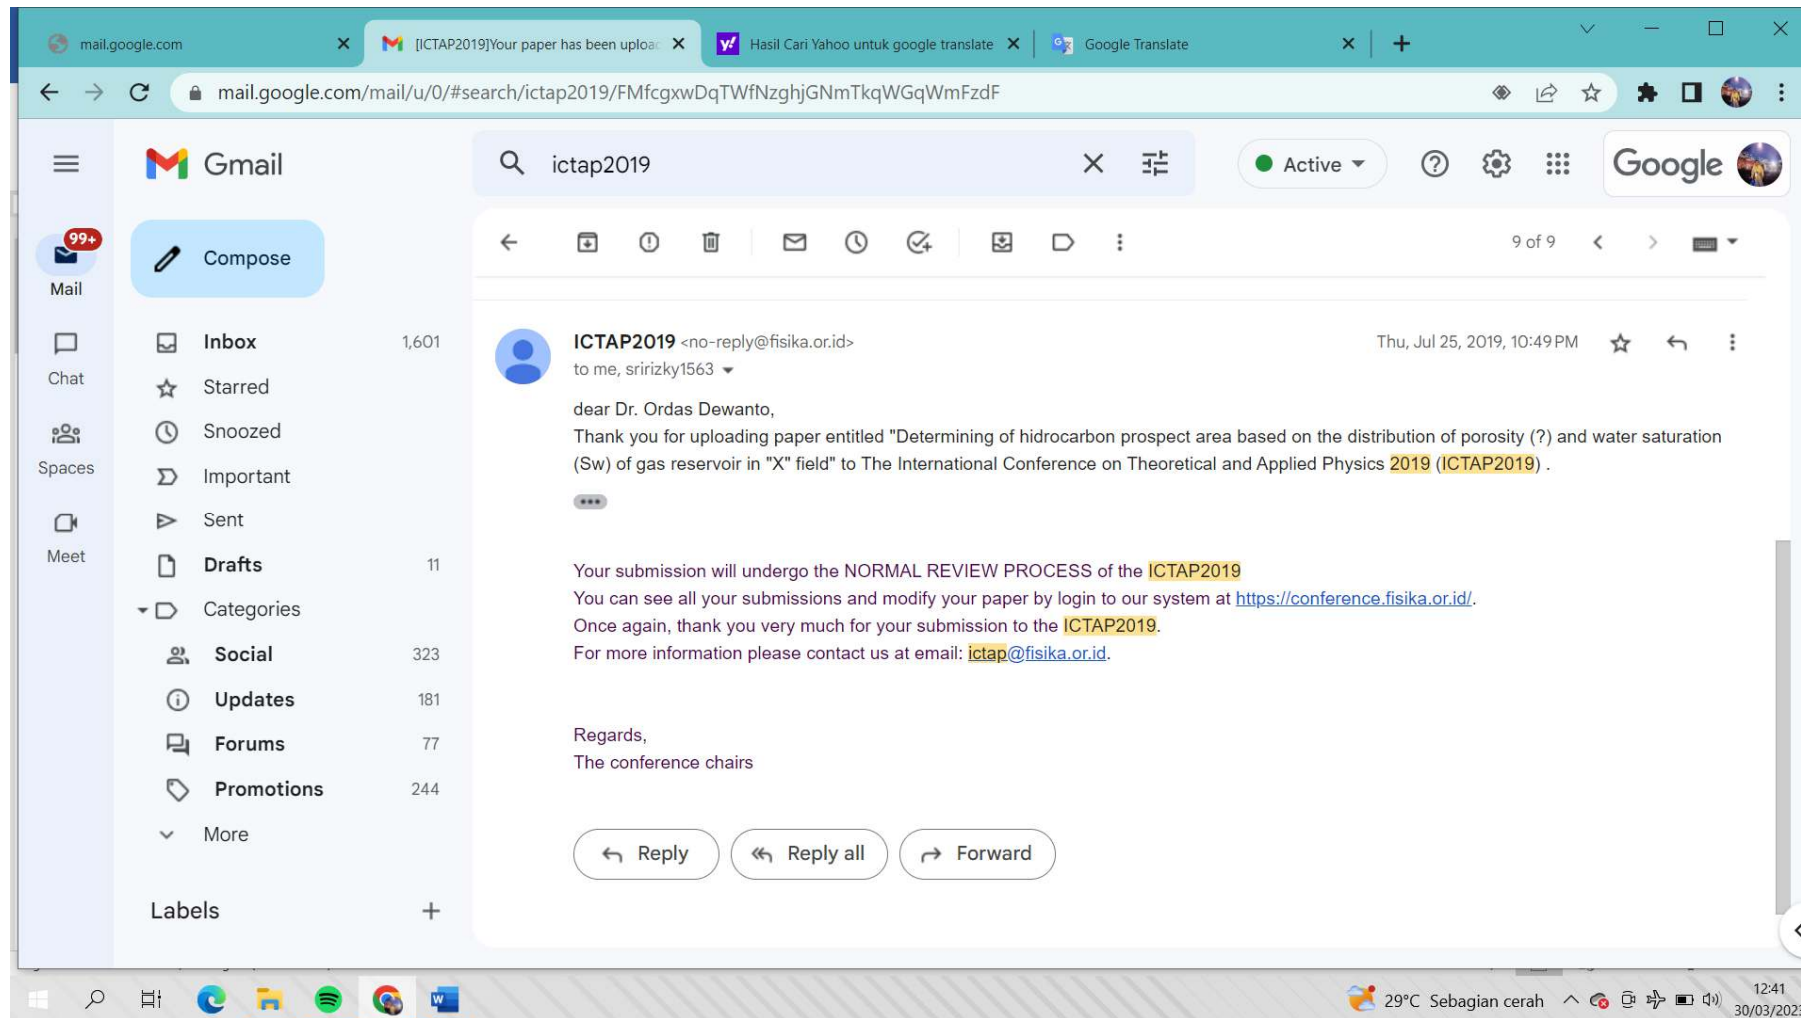 mail.google.com
[ICTAP2019]Your paper has been uploa
Hasil Cari Yahoo untuk google translate
Google Translate
mail.google.com/mail/u/0/#search/ictap2019/FMfcgxwDqTWfNzghjGNmTkqWGqWmFzdF
Gmail
ictap2019
Active
Google
99+
Mail
Compose
9 of 9
Chat
Spaces
Meet
Inbox 1,601
Starred
Snoozed
Important
Sent
Drafts 11
Categories
Social 323
Updates 181
Forums 77
Promotions 244
More
Labels
ICTAP2019 <no-reply@fisika.or.id>
Thu, Jul 25, 2019, 10:49 PM
to me, sririzky1563
dear Dr. Ordas Dewanto,
Thank you for uploading paper entitled "Determining of hidrocarbon prospect area based on the distribution of porosity (?) and water saturation
(Sw) of gas reservoir in "X" field" to The International Conference on Theoretical and Applied Physics 2019 (ICTAP2019) .
Your submission will undergo the NORMAL REVIEW PROCESS of the ICTAP2019
You can see all your submissions and modify your paper by login to our system at https://conference.fisika.or.id/.
Once again, thank you very much for your submission to the ICTAP2019.
For more information please contact us at email: ictap@fisika.or.id.
Regards,
The conference chairs
Reply
Reply all
Forward
29°C Sebagian cerah
12:41
30/03/202